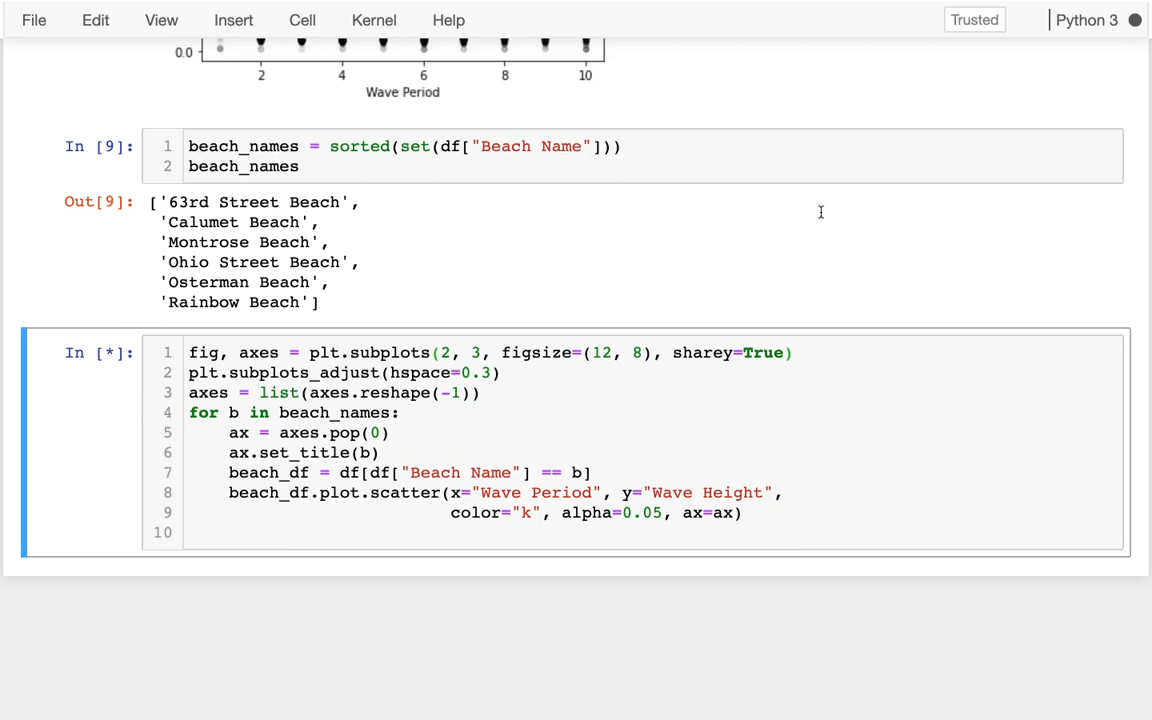 File Edit View Insert Cell Kernel Help Trusted Python 3
0.0
2 4 6 8 10
Wave Period
In [9]: 1 beach_names = sorted(set(df["Beach Name"]))
2 beach_names
Out[9]: ['63rd Street Beach',
'Calumet Beach',
'Montrose Beach',
'Ohio Street Beach',
'Osterman Beach',
'Rainbow Beach']
In [*]: 1 fig, axes = plt.subplots(2, 3, figsize=(12, 8), sharey=True)
2 plt.subplots_adjust(hspace=0.3)
3 axes = list(axes.reshape(-1))
4 for b in beach_names:
5     ax = axes.pop(0)
6     ax.set_title(b)
7     beach_df = df[df["Beach Name"] == b]
8     beach_df.plot.scatter(x="Wave Period", y="Wave Height",
9                           color="k", alpha=0.05, ax=ax)
10